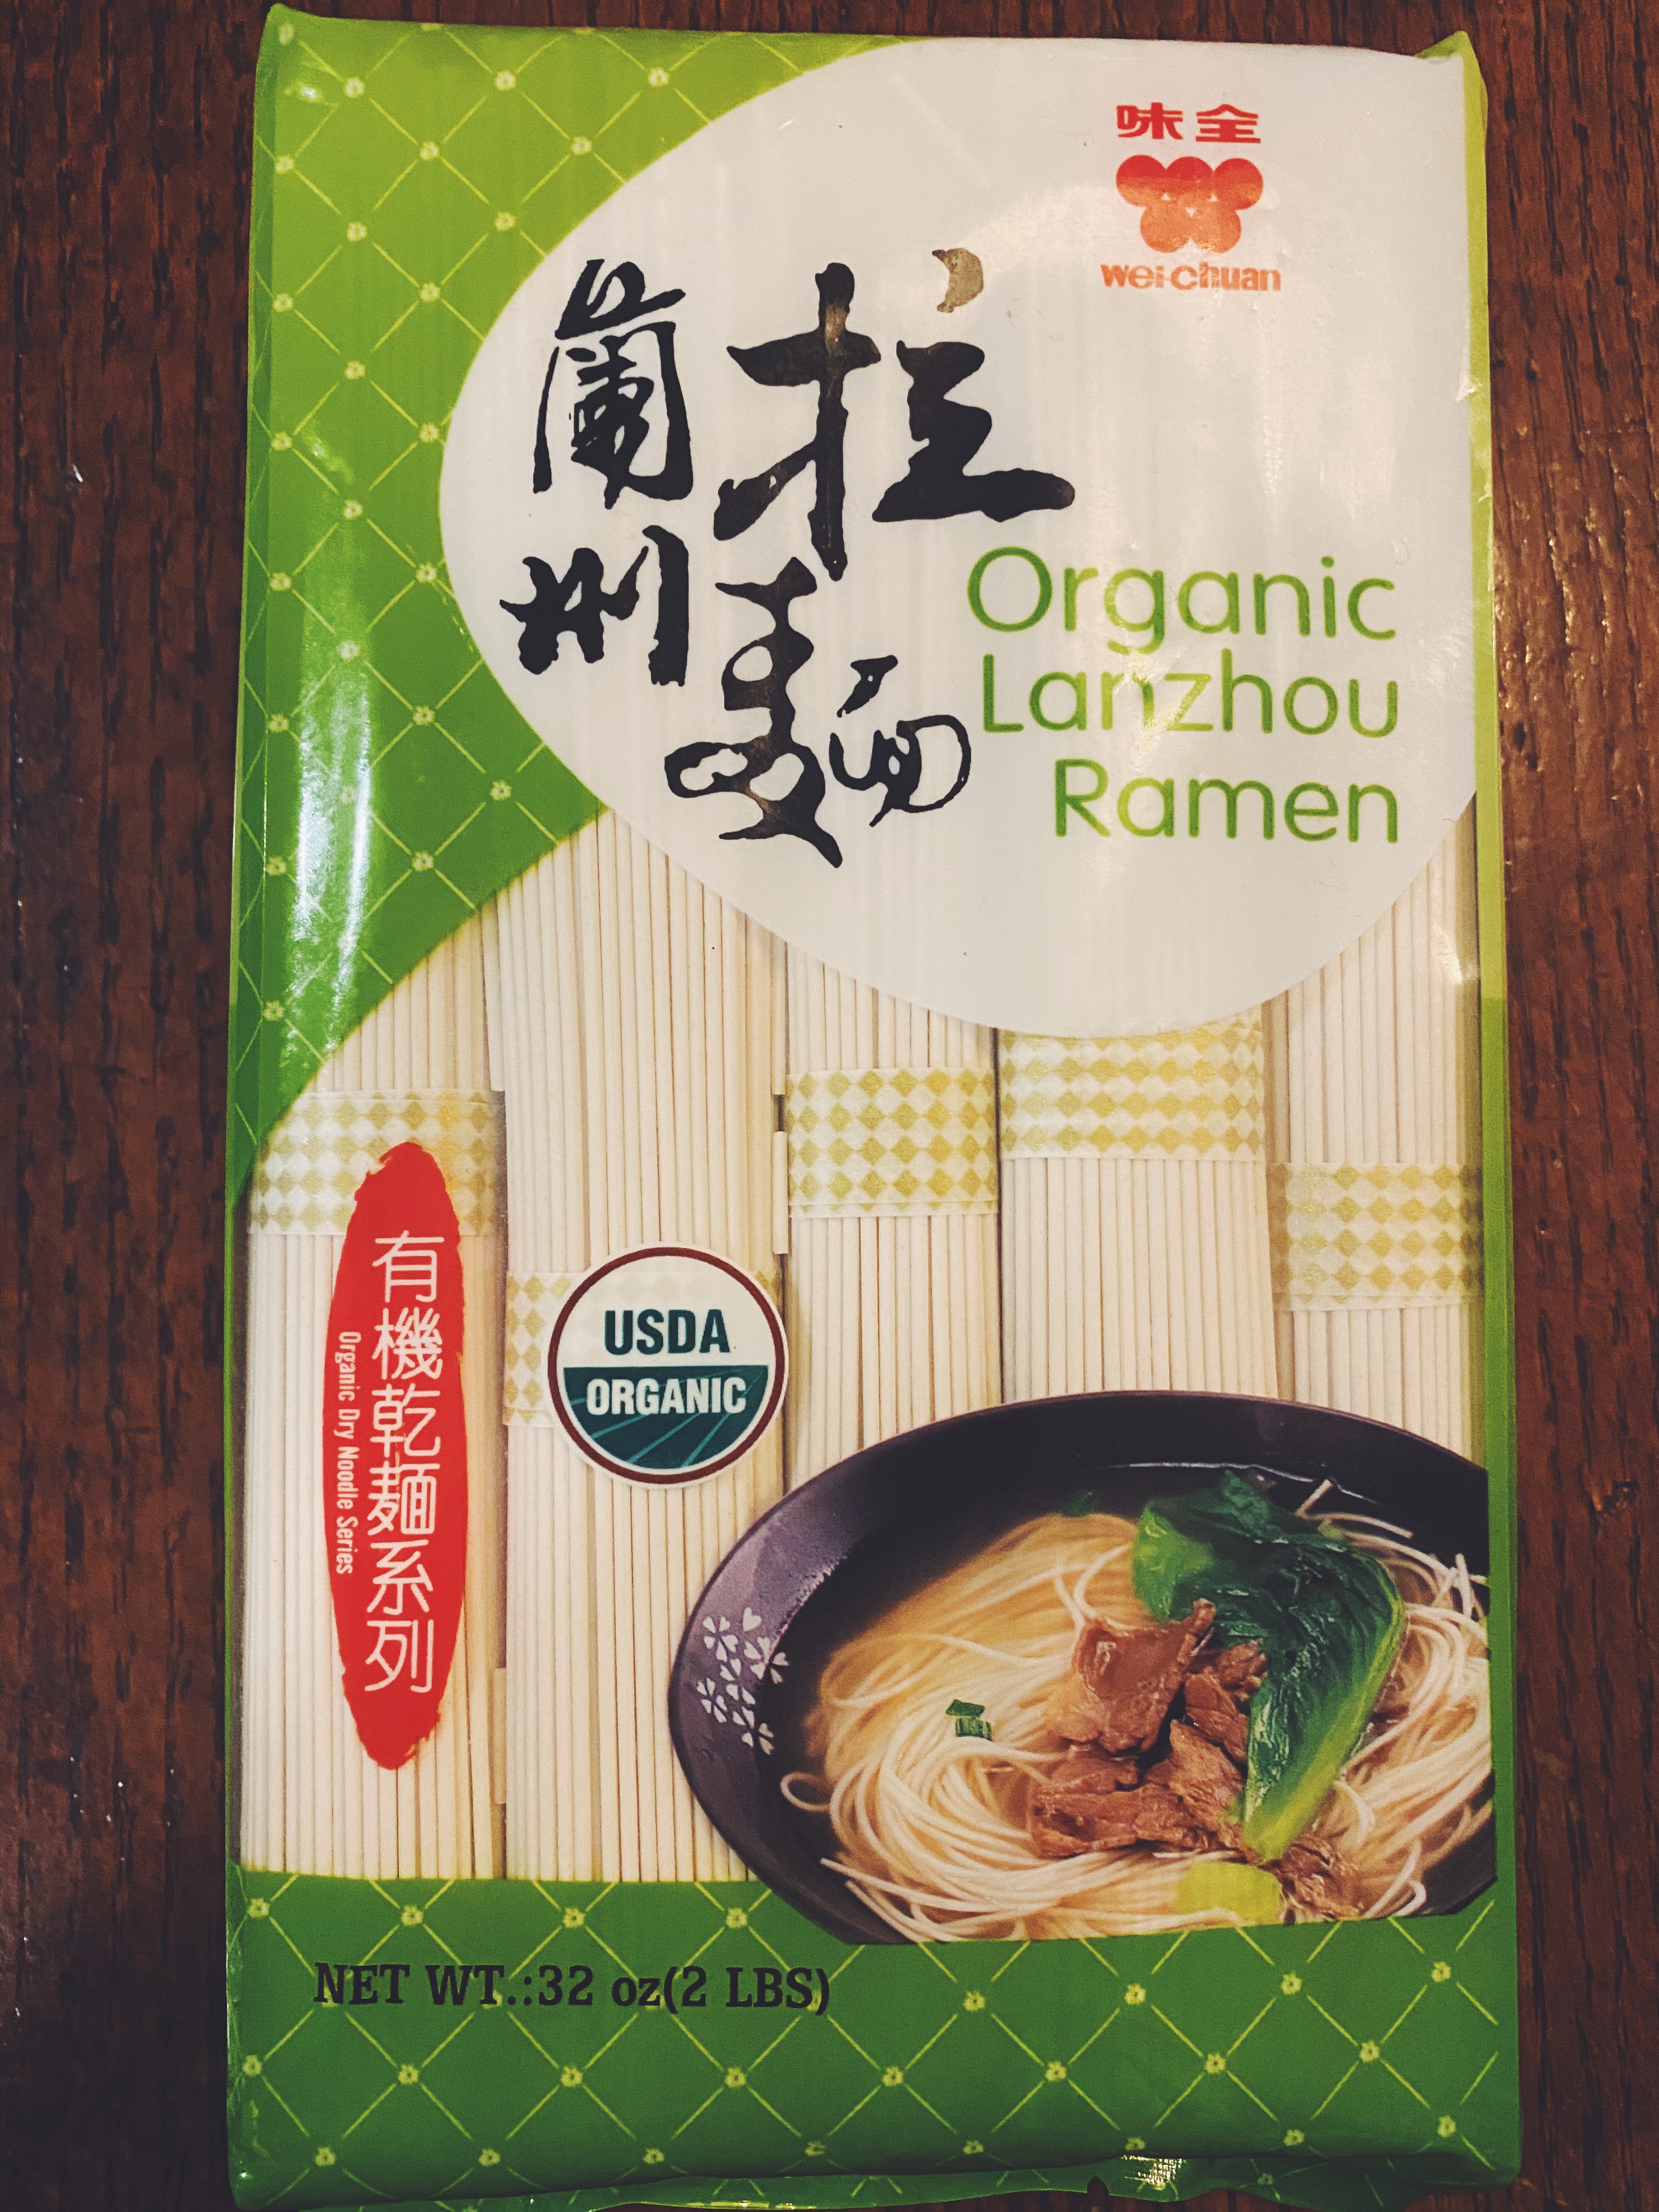 味全
wei-chuan
蘭州
拉麵
Organic
Lanzhou
Ramen
有機乾麵系列
Organic Dry Noodle Series
USDA
ORGANIC
NET WT.:32 oz(2 LBS)